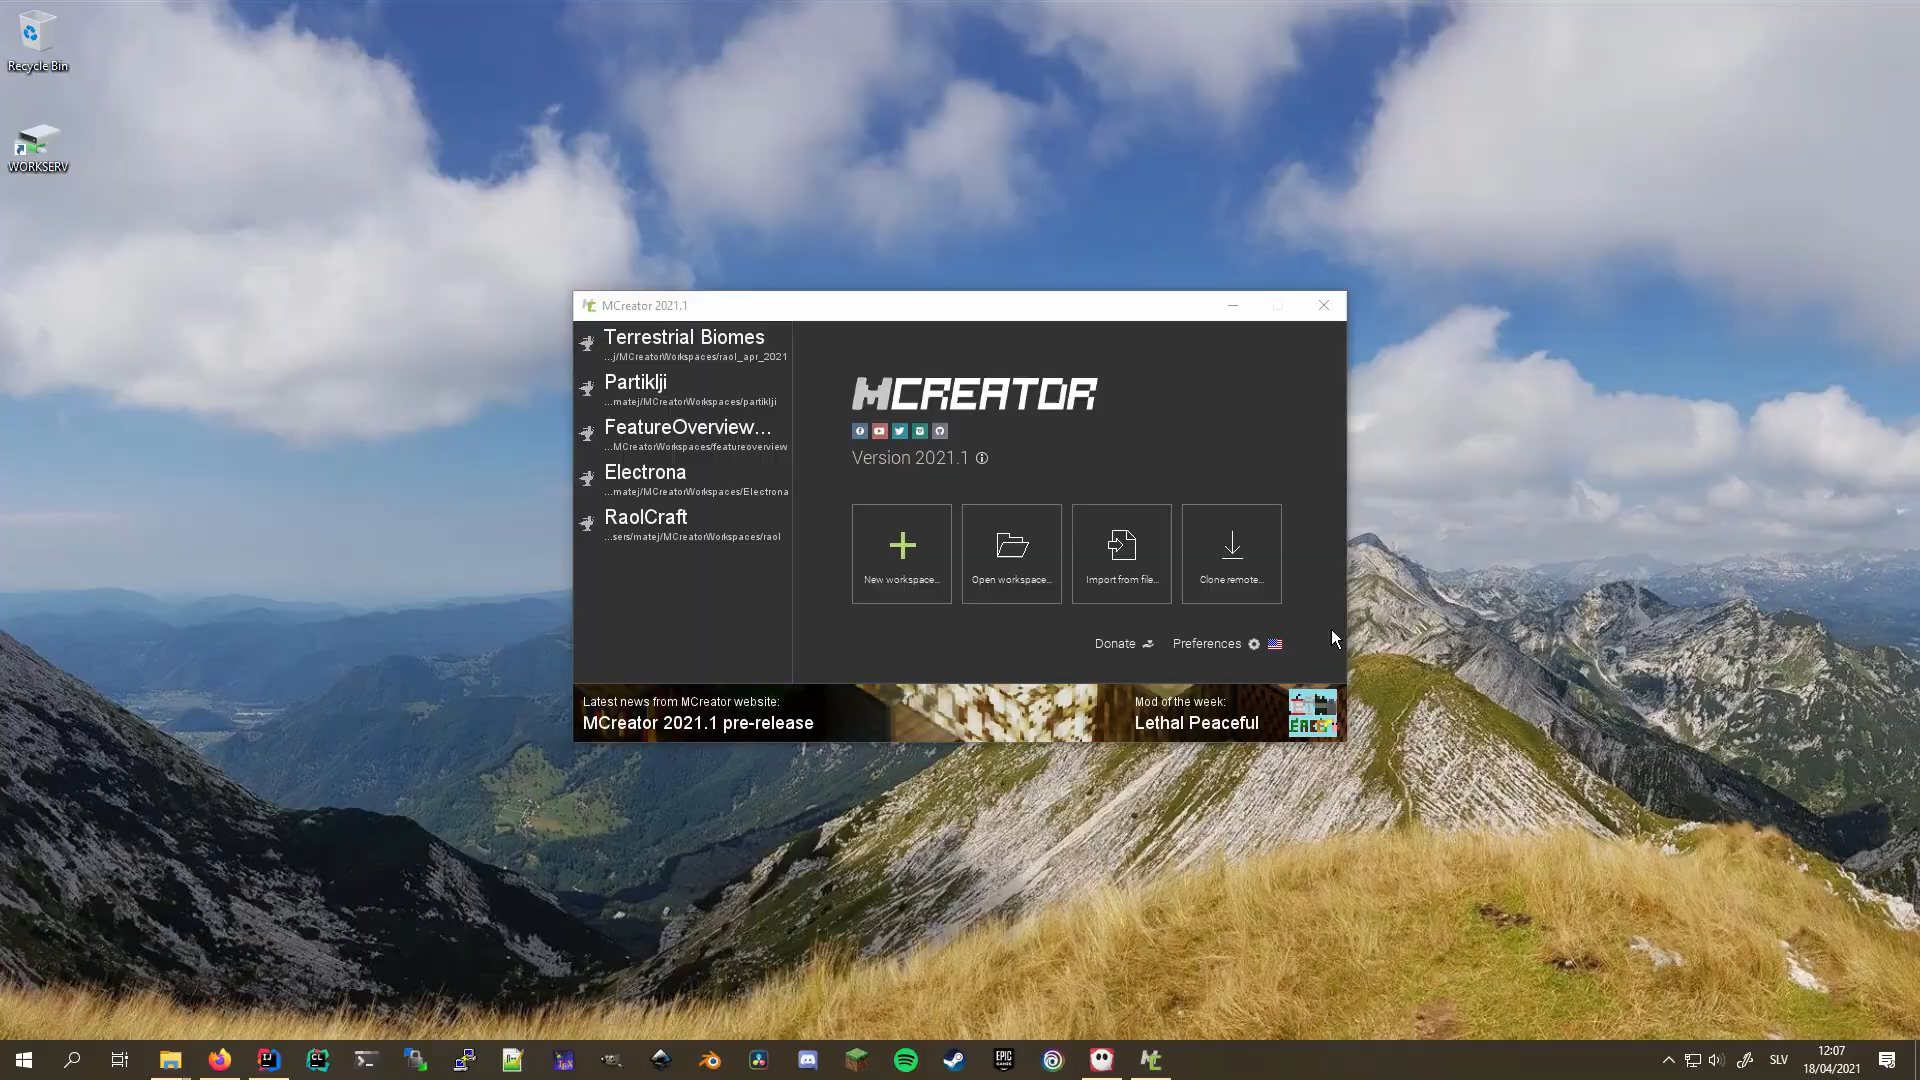 Recycle Bin
WORKSERV
MCreator 2021.1
Terrestrial Biomes
...j/MCreatorWorkspaces/raol_apr_2021
Partiklji
...matej/MCreatorWorkspaces/partiklji
FeatureOverview...
...MCreatorWorkspaces/featureoverview
Electrona
...matej/MCreatorWorkspaces/Electrona
RaolCraft
...sers/matej/MCreatorWorkspaces/raol
MCREATOR
Version 2021.1
New workspace...
Open workspace...
Import from file...
Clone remote...
Donate
Preferences
Latest news from MCreator website:
MCreator 2021.1 pre-release
Mod of the week:
Lethal Peaceful
SLV
12:07
18/04/2021